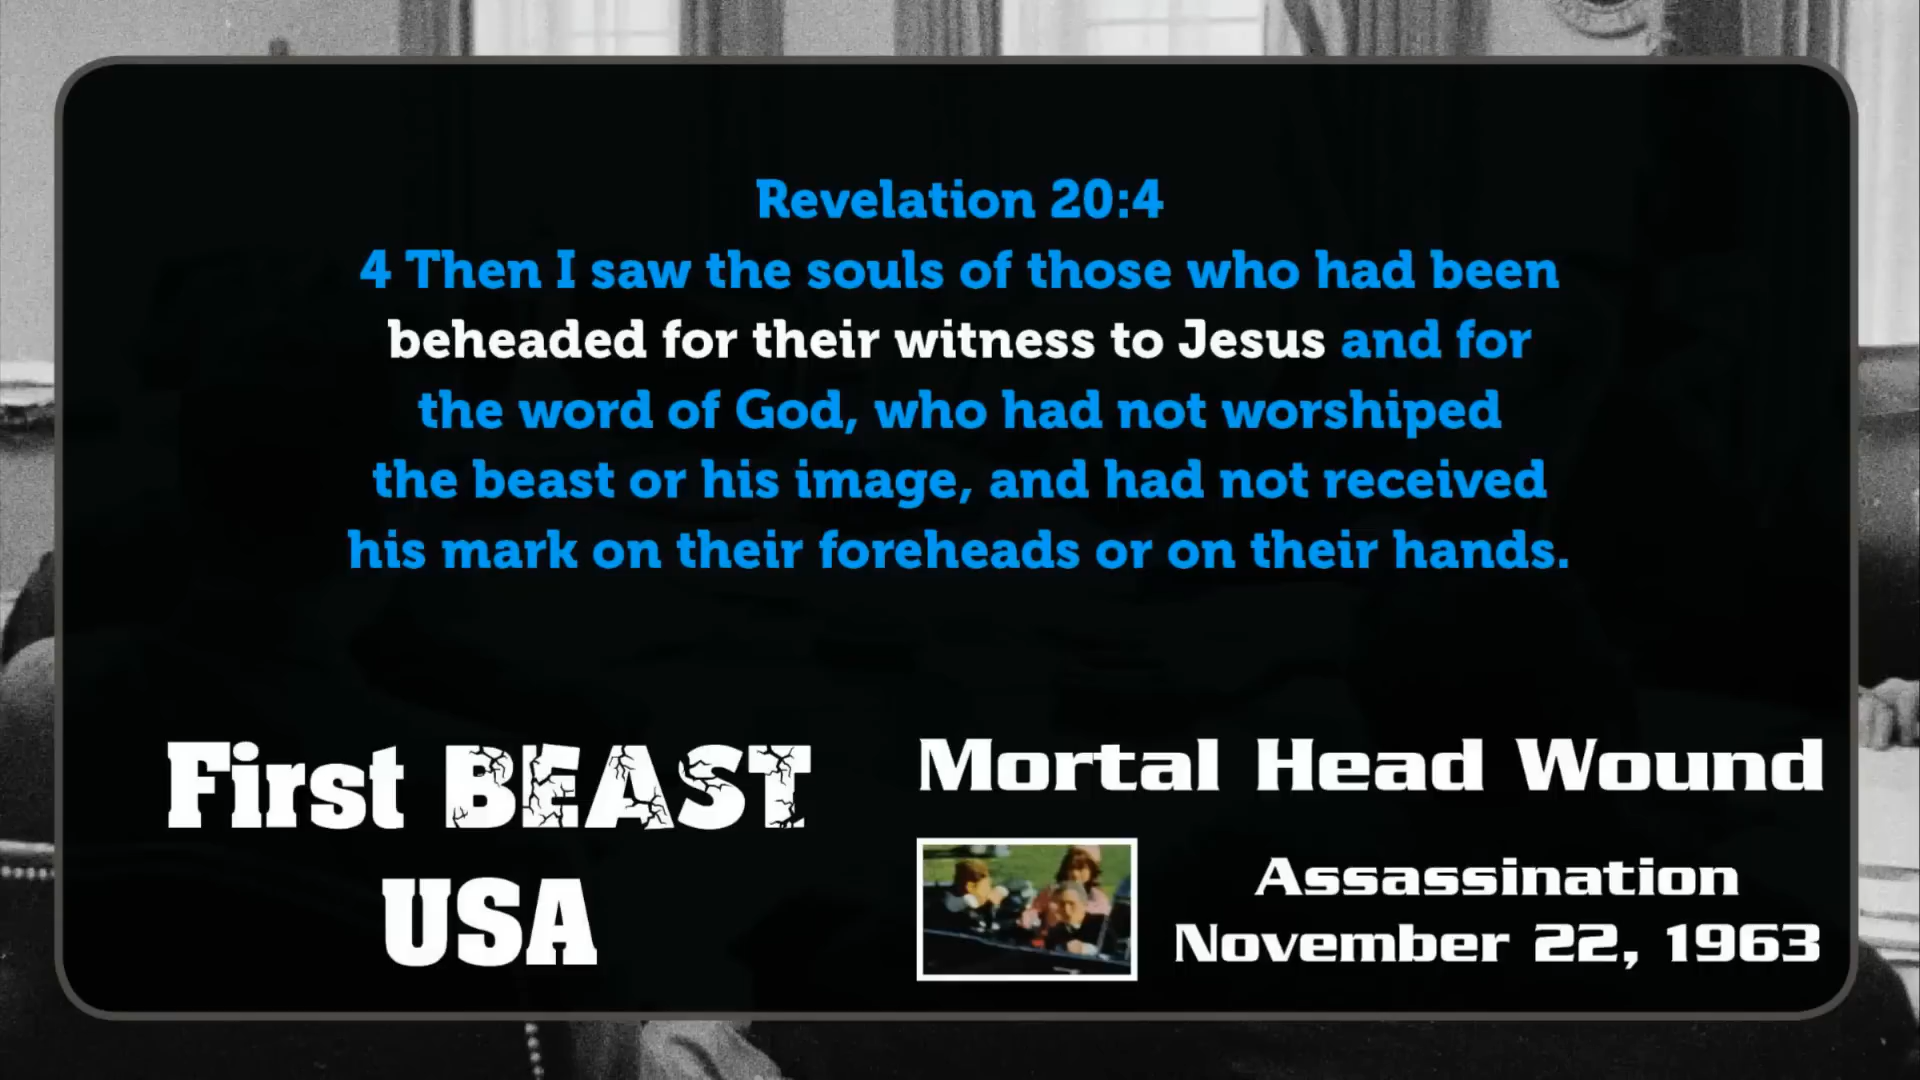 Revelation 20:4
4 Then I saw the souls of those who had been
beheaded for their witness to Jesus and for
the word of God, who had not worshiped
the beast or his image, and had not received
his mark on their foreheads or on their hands.
First BEAST
USA
Mortal Head Wound
Assassination
November 22, 1963